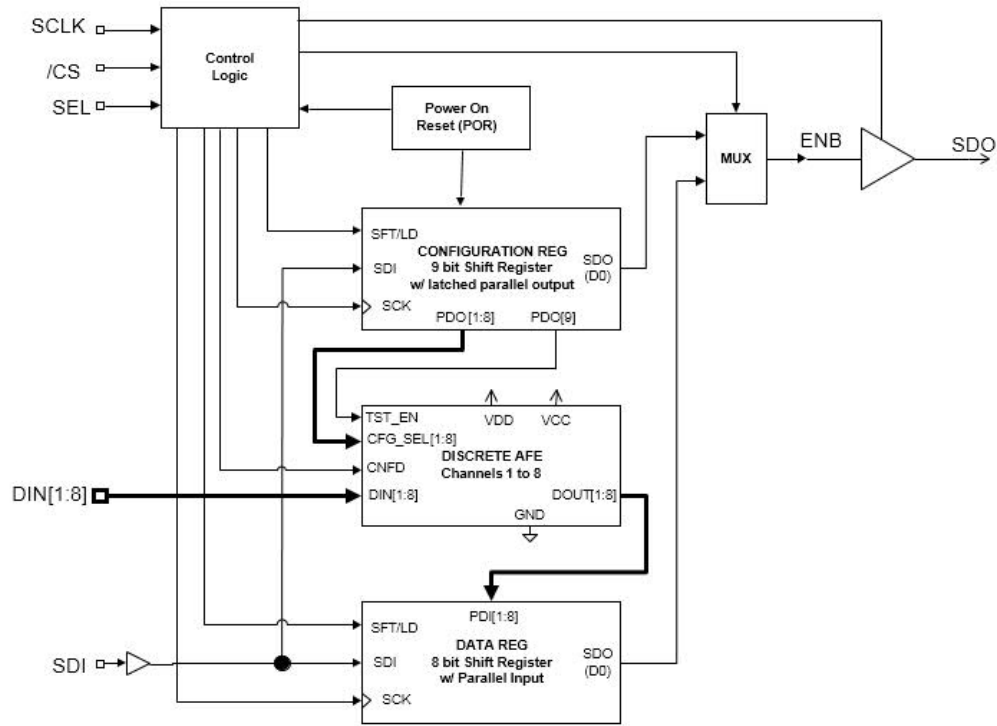 SCLK
/CS
SEL
Control
Logic
Power On
Reset (POR)
MUX
ENB
SDO
SFT/LD
CONFIGURATION REG
9 bit Shift Register
w/ latched parallel output
SDI
SCK
SDO
(D0)
PDO[1:8]
PDO[9]
TST_EN
VDD
VCC
CFG_SEL[1:8]
DISCRETE AFE
Channels 1 to 8
CNFD
DIN[1:8]
DIN[1:8]
DOUT[1:8]
GND
PDI[1:8]
SFT/LD
DATA REG
8 bit Shift Register
w/ Parallel Input
SDI
SDI
SCK
SDO
(D0)